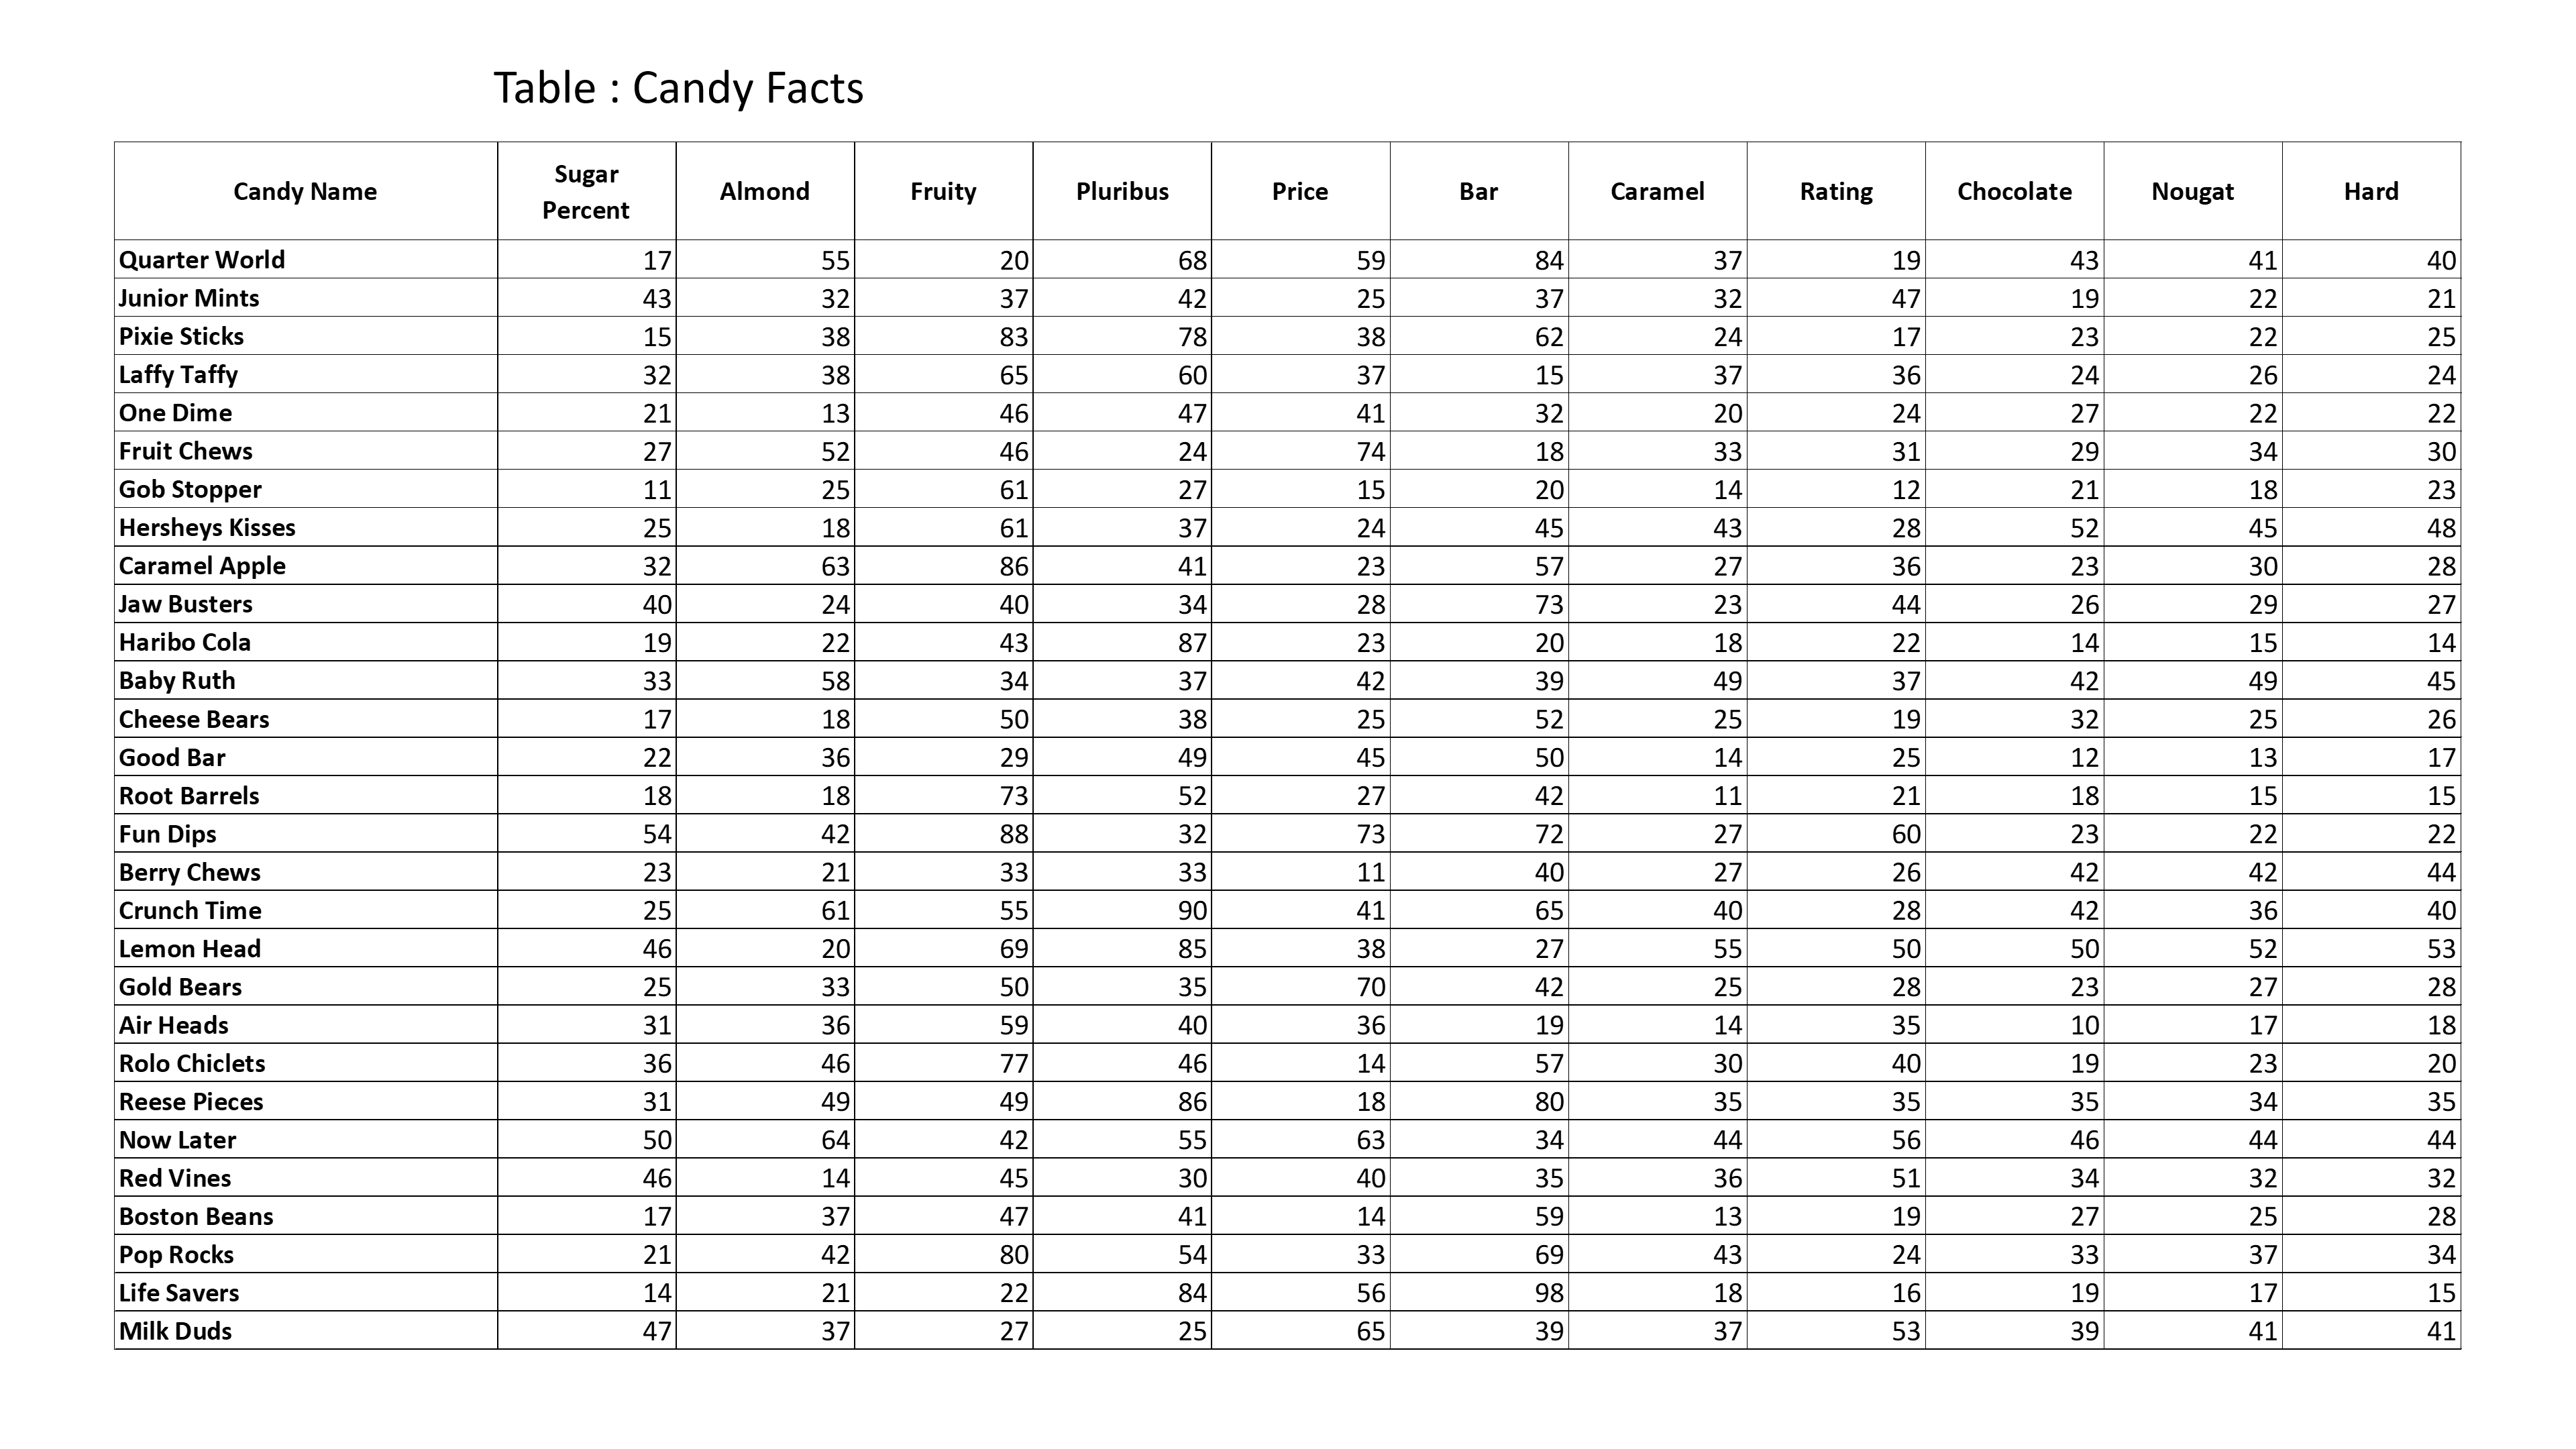 Table : Candy Facts
Candy Name Sugar Percent Almond Fruity Pluribus Price Bar Caramel Rating Chocolate Nougat Hard
Quarter World 17 55 20 68 59 84 37 19 43 41 40
Junior Mints 43 32 37 42 25 37 32 47 19 22 21
Pixie Sticks 15 38 83 78 38 62 24 17 23 22 25
Laffy Taffy 32 38 65 60 37 15 37 36 24 26 24
One Dime 21 13 46 47 41 32 20 24 27 22 22
Fruit Chews 27 52 46 24 74 18 33 31 29 34 30
Gob Stopper 11 25 61 27 15 20 14 12 21 18 23
Hersheys Kisses 25 18 61 37 24 45 43 28 52 45 48
Caramel Apple 32 63 86 41 23 57 27 36 23 30 28
Jaw Busters 40 24 40 34 28 73 23 44 26 29 27
Haribo Cola 19 22 43 87 23 20 18 22 14 15 14
Baby Ruth 33 58 34 37 42 39 49 37 42 49 45
Cheese Bears 17 18 50 38 25 52 25 19 32 25 26
Good Bar 22 36 29 49 45 50 14 25 12 13 17
Root Barrels 18 18 73 52 27 42 11 21 18 15 15
Fun Dips 54 42 88 32 73 72 27 60 23 22 22
Berry Chews 23 21 33 33 11 40 27 26 42 42 44
Crunch Time 25 61 55 90 41 65 40 28 42 36 40
Lemon Head 46 20 69 85 38 27 55 50 50 52 53
Gold Bears 25 33 50 35 70 42 25 28 23 27 28
Air Heads 31 36 59 40 36 19 14 35 10 17 18
Rolo Chiclets 36 46 77 46 14 57 30 40 19 23 20
Reese Pieces 31 49 49 86 18 80 35 35 35 34 35
Now Later 50 64 42 55 63 34 44 56 46 44 44
Red Vines 46 14 45 30 40 35 36 51 34 32 32
Boston Beans 17 37 47 41 14 59 13 19 27 25 28
Pop Rocks 21 42 80 54 33 69 43 24 33 37 34
Life Savers 14 21 22 84 56 98 18 16 19 17 15
Milk Duds 47 37 27 25 65 39 37 53 39 41 41